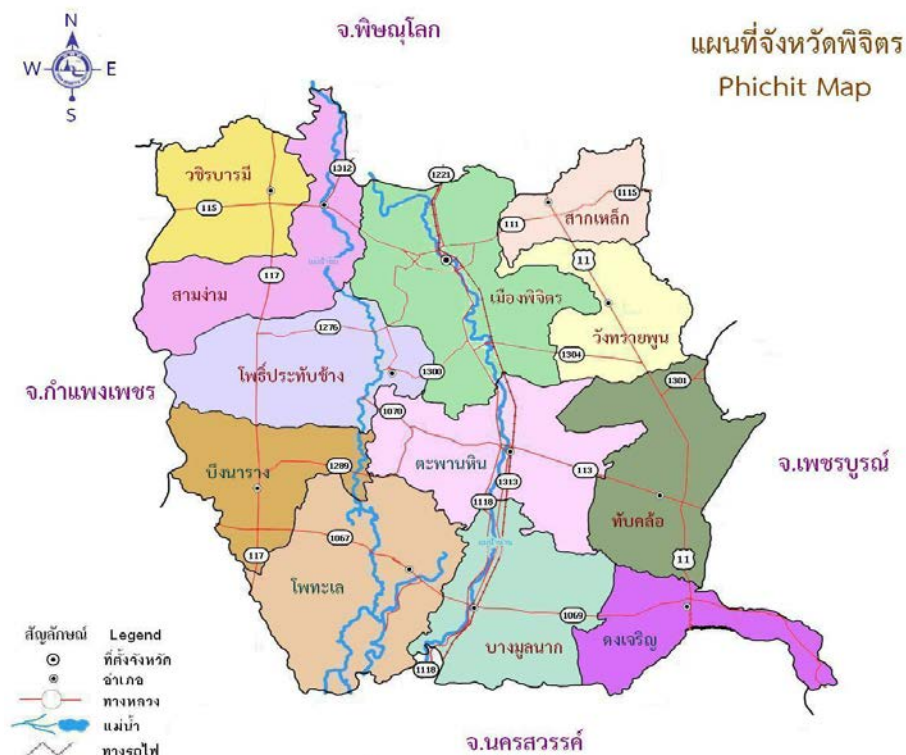 N
W E
S
จ.พิษณุโลก
แผนที่จังหวัดพิจิตร
Phichit Map
วชิรบารมี
115
1312
1221
สากเหล็ก
1115
111
117
สามง่าม
11
เมืองพิจิตร
วังทรายพูน
1276
1300
1304
1301
โพธิ์ประทับช้าง
จ.กำแพงเพชร
1070
ตะพานหิน
113
จ.เพชรบูรณ์
บึงนาราง
1289
1313
1118
ทับคล้อ
แม่น้ำน่าน
1067
117
11
โพทะเล
1069
บางมูลนาก
ดงเจริญ
1118
จ.นครสวรรค์
สัญลักษณ์ Legend
ที่ตั้งจังหวัด
อำเภอ
ทางหลวง
แม่น้ำ
ทางรถไฟ